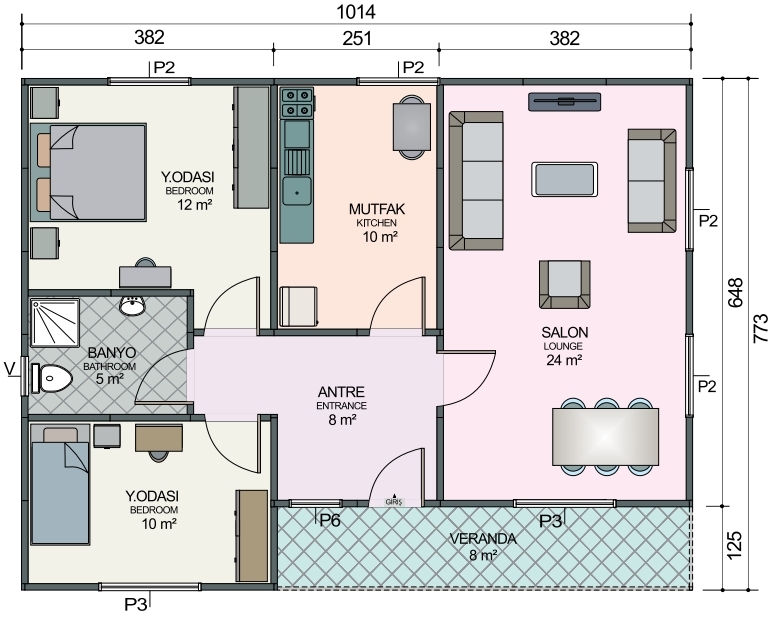 1014
382
251
382
P2
P2
Y.ODASI
BEDROOM
12 m²
MUTFAK
KITCHEN
10 m²
P2
648
773
SALON
LOUNGE
24 m²
BANYO
BATHROOM
5 m²
V
P2
ANTRE
ENTRANCE
8 m²
Y.ODASI
BEDROOM
10 m²
GİRİŞ
P6
P3
VERANDA
8 m²
125
P3